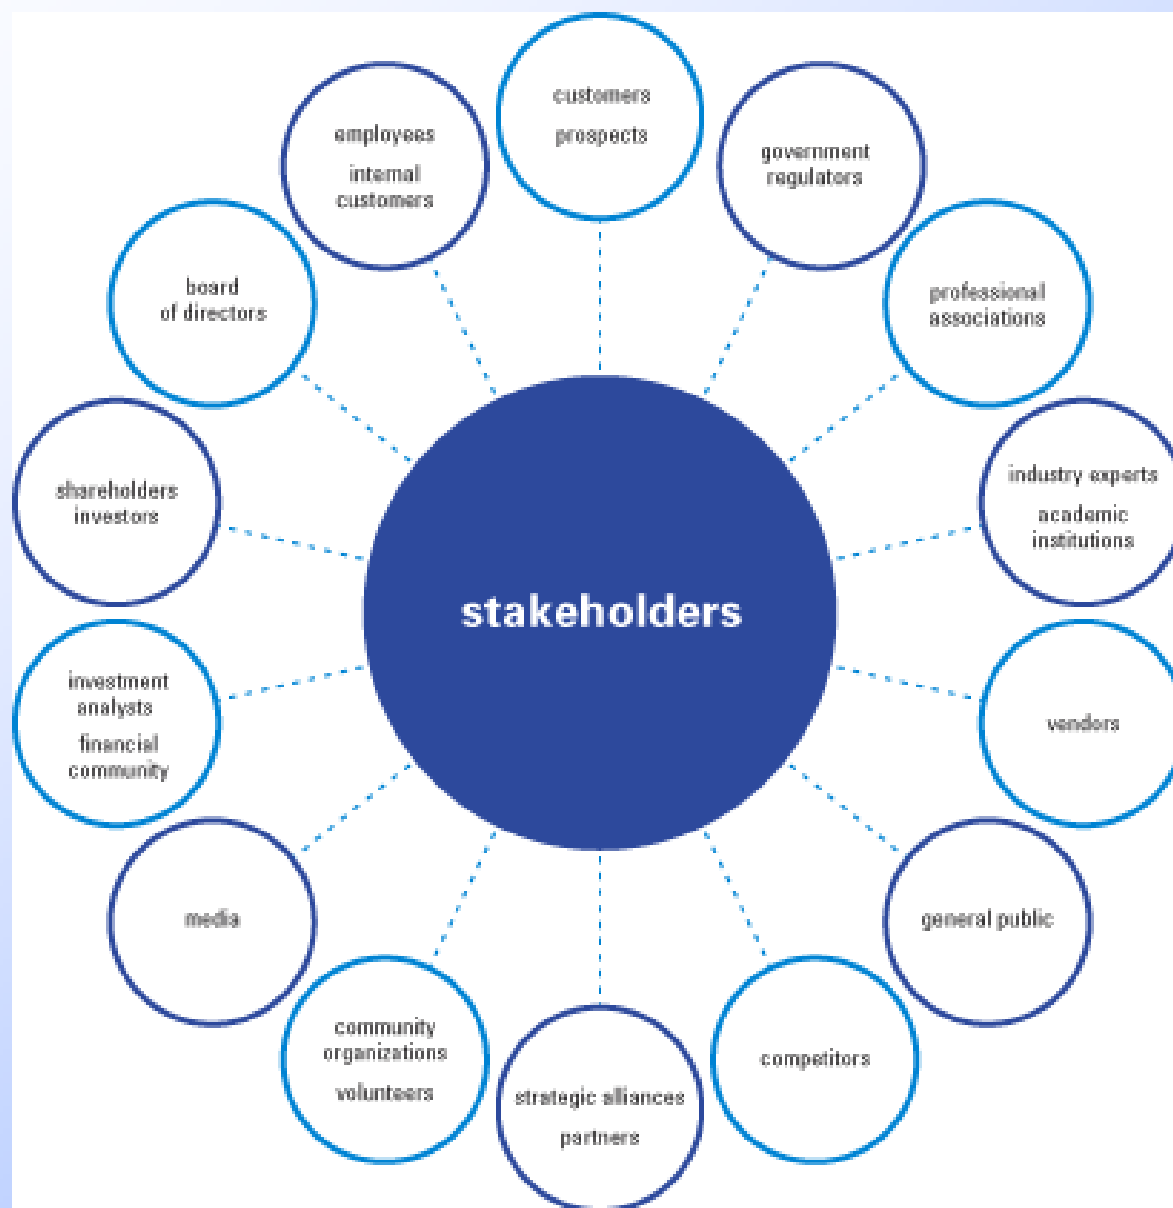 customers
prospects
government
regulators
professional
associations
industry experts
academic
institutions
vendors
general public
competitors
strategic alliances
partners
community
organizations
volunteers
media
investment
analysts
financial
community
shareholders
investors
board
of directors
employees
internal
customers
stakeholders